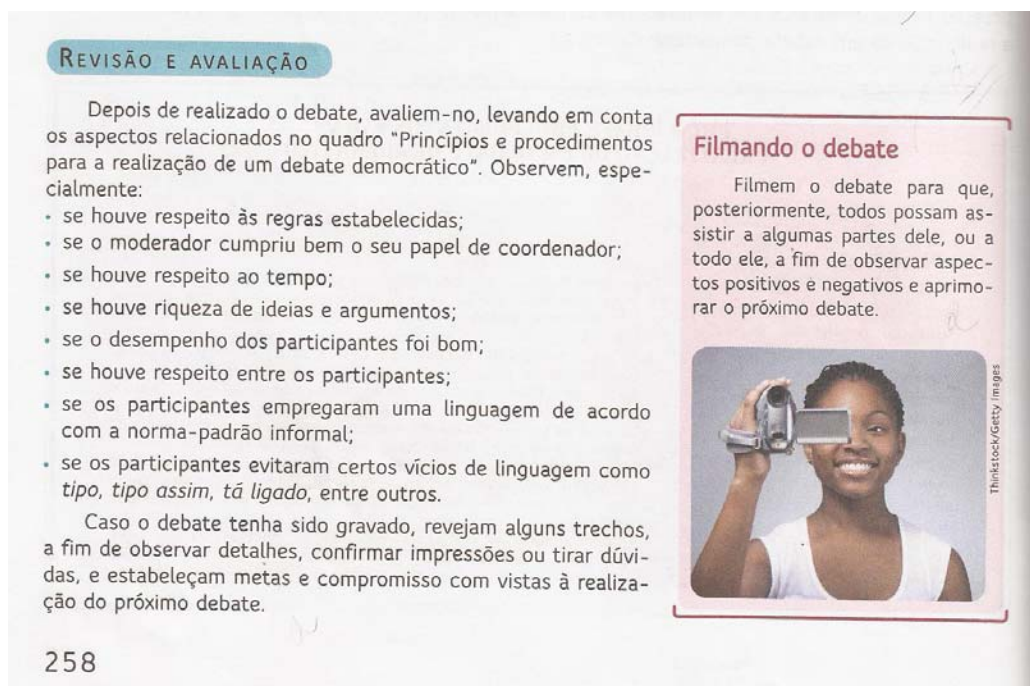 REVISÃO E AVALIAÇÃO
Depois de realizado o debate, avaliem-no, levando em conta
os aspectos relacionados no quadro "Princípios e procedimentos
para a realização de um debate democrático". Observem, espe-
cialmente:
• se houve respeito às regras estabelecidas;
• se o moderador cumpriu bem o seu papel de coordenador;
• se houve respeito ao tempo;
• se houve riqueza de ideias e argumentos;
• se o desempenho dos participantes foi bom;
• se houve respeito entre os participantes;
• se os participantes empregaram uma linguagem de acordo
com a norma-padrão informal;
• se os participantes evitaram certos vícios de linguagem como
tipo, tipo assim, tá ligado, entre outros.
Caso o debate tenha sido gravado, revejam alguns trechos,
a fim de observar detalhes, confirmar impressões ou tirar dúvi-
das, e estabeleçam metas e compromisso com vistas à realiza-
ção do próximo debate.
Filmando o debate
Filmem o debate para que,
posteriormente, todos possam as-
sistir a algumas partes dele, ou a
todo ele, a fim de observar aspec-
tos positivos e negativos e aprimo-
rar o próximo debate.
Thinkstock/Getty Images
258